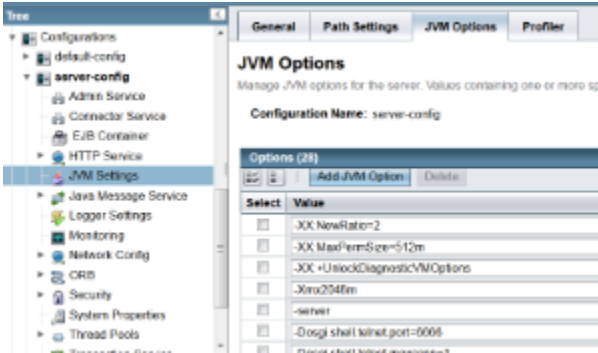 Tree
Configurations
default-config
server-config
Admin Service
Connector Service
EJB Container
HTTP Service
JVM Settings
Java Message Service
Logger Settings
Monitoring
Network Config
ORB
Security
System Properties
Thread Pools
Transaction Service
General Path Settings JVM Options Profiler
JVM Options
Manage JVM options for the server. Values containing one or more sp
Configuration Name: server-config
Options (28)
Add JVM Option Delete
Select Value
-XX:NewRatio=2
-XX:MaxPermSize=512m
-XX:+UnlockDiagnosticVMOptions
-Xmx2048m
-server
-Dosgi.shell.telnet.port=6666